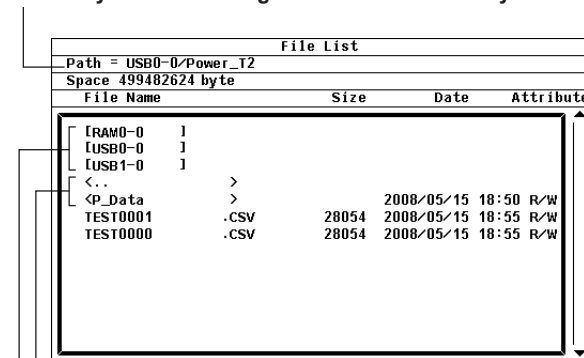 File List
Path = USB0-0/Power_T2
Space 499482624 byte
File Name Size Date Attribute
[RAM0-0 ]
[USB0-0 ]
[USB1-0 ]
<.. >
<P_Data > 2008/05/15 18:50 R/W
TEST0001 .CSV 28054 2008/05/15 18:55 R/W
TEST0000 .CSV 28054 2008/05/15 18:55 R/W